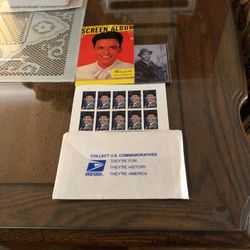 SCREEN ALBUM
COLLECT U.S. COMMEMORATIVES
THEY'RE FUN
THEY'RE HISTORY
THEY'RE AMERICA